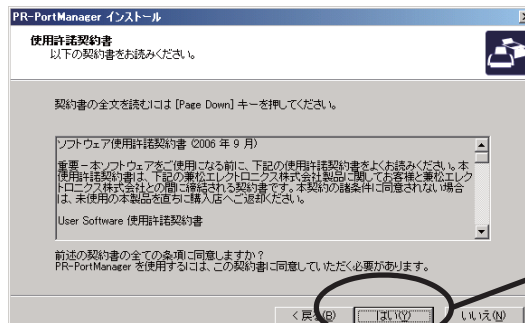 PR-PortManager インストール
使用許諾契約書
以下の契約書をお読みください。
契約書の全文を読むには [Page Down] キーを押してください。
ソフトウェア使用許諾契約書 (2006 年 9 月)
重要－本ソフトウェアをご使用になる前に、下記の使用許諾契約書をよくお読みください。本
使用許諾契約書は、下記の兼松エレクトロニクス株式会社製品に関してお客様と兼松エレク
トロニクス株式会社との間に締結される契約書です。本契約の諸条件に同意されない場合
は、未使用の本製品を直ちに購入店へご返却ください。
User Software 使用許諾契約書
前述の契約書の全ての条項に同意しますか？
PR-PortManager を使用するには、この契約書に同意していただく必要があります。
< 戻る(B) はい(Y) いいえ(N)